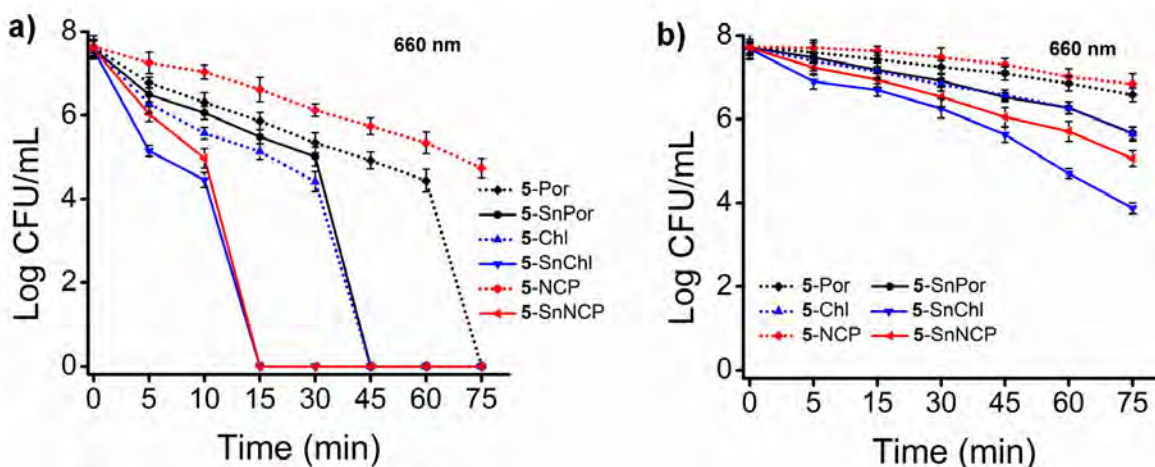 a)
660 nm
8
6
4
2
0
Log CFU/mL
0 5 10 15 30 45 60 75
Time (min)
5-Por
5-SnPor
5-Chl
5-SnChl
5-NCP
5-SnNCP
b)
660 nm
8
6
4
2
0
Log CFU/mL
5-Por 5-SnPor
5-Chl 5-SnChl
5-NCP 5-SnNCP
0 5 15 30 45 60 75
Time (min)